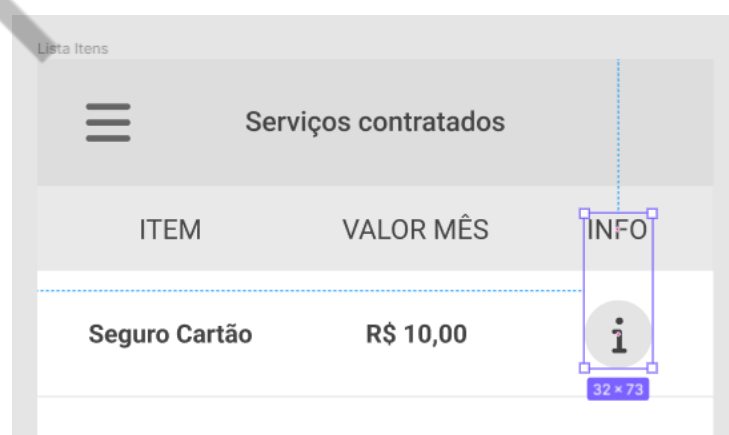 Lista Itens
Serviços contratados
ITEM VALOR MÊS INFO
Seguro Cartão R$ 10,00 i
32 × 73